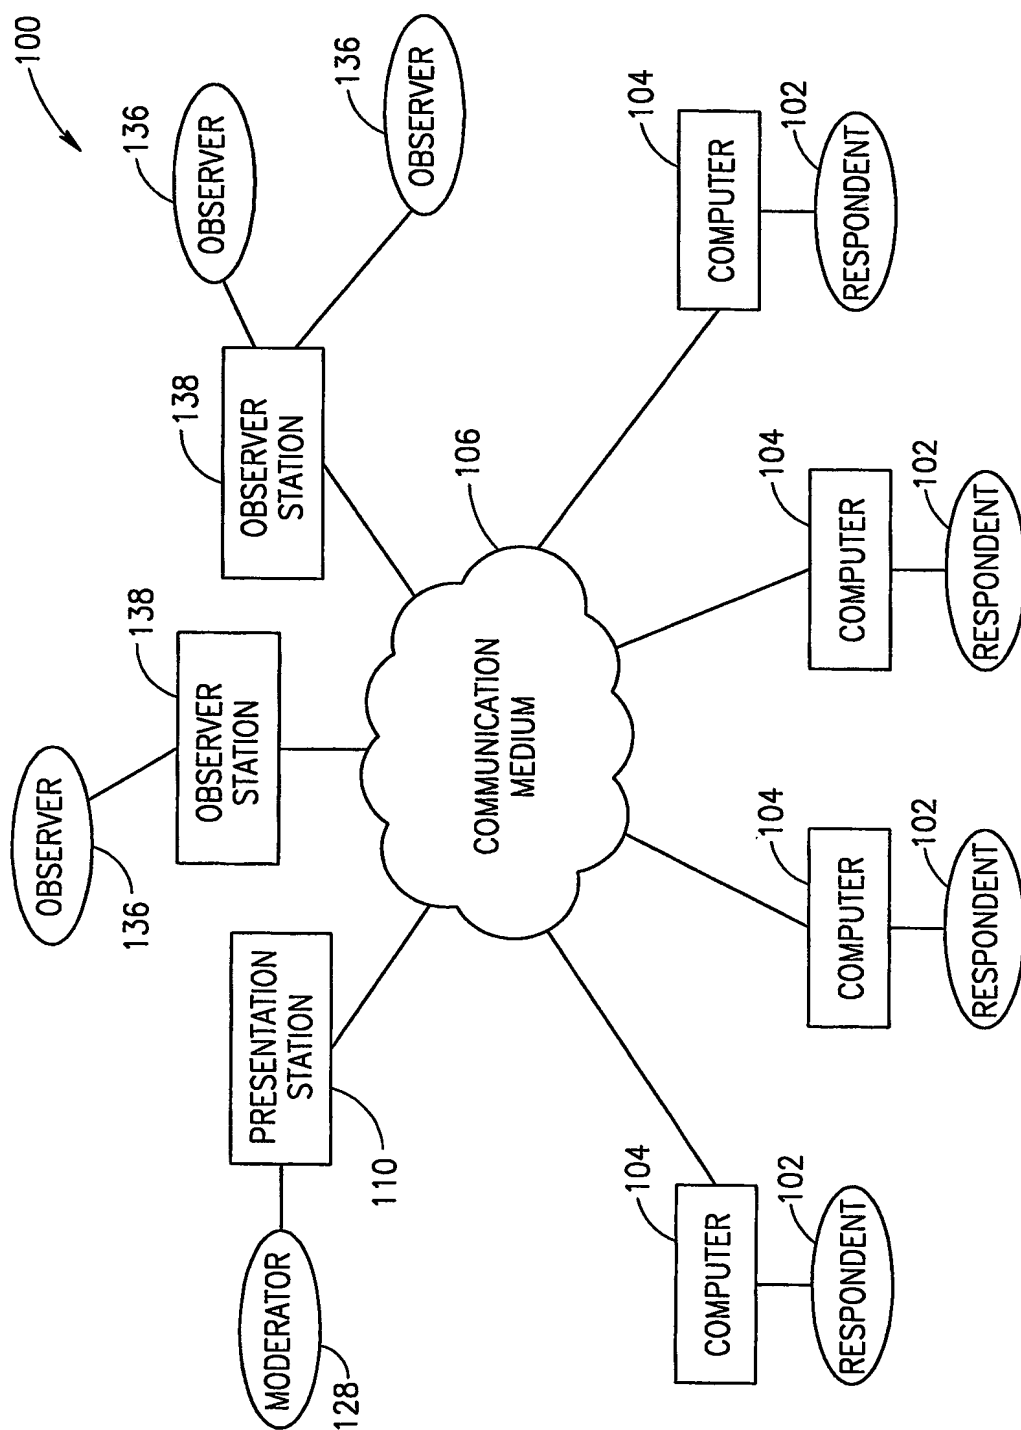 100
OBSERVER
136
OBSERVER
136
OBSERVER
136
OBSERVER
STATION
138
OBSERVER
STATION
138
PRESENTATION
STATION
110
MODERATOR
128
COMMUNICATION
MEDIUM
106
COMPUTER
104
RESPONDENT
102
COMPUTER
104
RESPONDENT
102
COMPUTER
104
RESPONDENT
102
COMPUTER
104
RESPONDENT
102